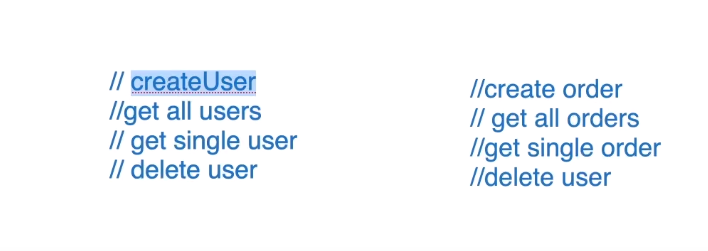 // createUser
//get all users
// get single user
// delete user
//create order
// get all orders
//get single order
//delete user